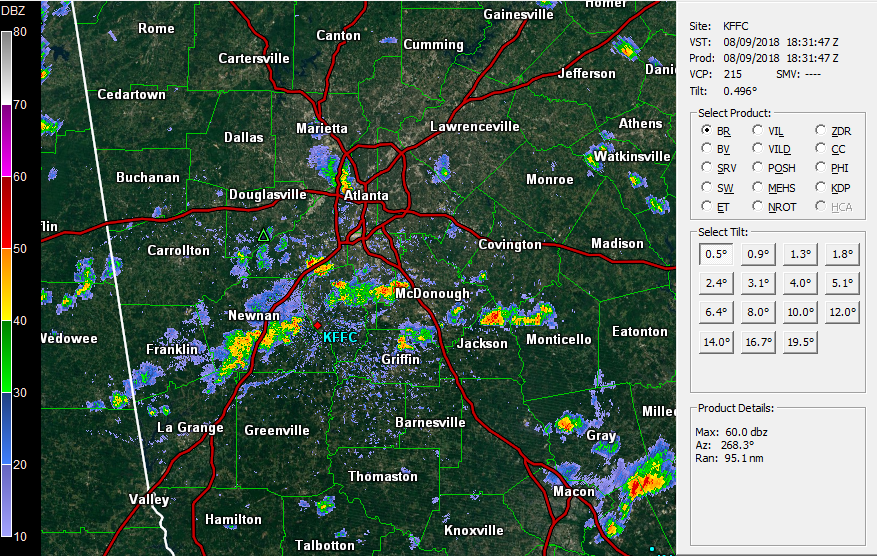 DBZ
80
70
60
50
40
30
20
10
Homer
Gainesville
Rome
Canton
Cumming
Cartersville
Jefferson
Dani
Cedartown
Marietta
Lawrenceville
Athens
Dallas
Watkinsville
Buchanan
Monroe
Douglasville
Atlanta
lin
Carrollton
Covington
Madison
McDonough
Newnan
Wedowee
KFFC
Jackson
Monticello
Eatonton
Franklin
Griffin
La Grange
Greenville
Barnesville
Gray
Milled
Thomaston
Macon
Valley
Hamilton
Knoxville
Talbotton
Site: KFFC
VST: 08/09/2018 18:31:47 Z
Prod: 08/09/2018 18:31:47 Z
VCP: 215 SMV: ----
Tilt: 0.496°
Select Product:
BR VIL ZDR
BV VILD CC
SRV POSH PHI
SW MEHS KDP
ET NROT HCA
Select Tilt:
0.5° 0.9° 1.3° 1.8°
2.4° 3.1° 4.0° 5.1°
6.4° 8.0° 10.0° 12.0°
14.0° 16.7° 19.5°
Product Details:
Max: 60.0 dbz
Az: 268.3°
Ran: 95.1 nm